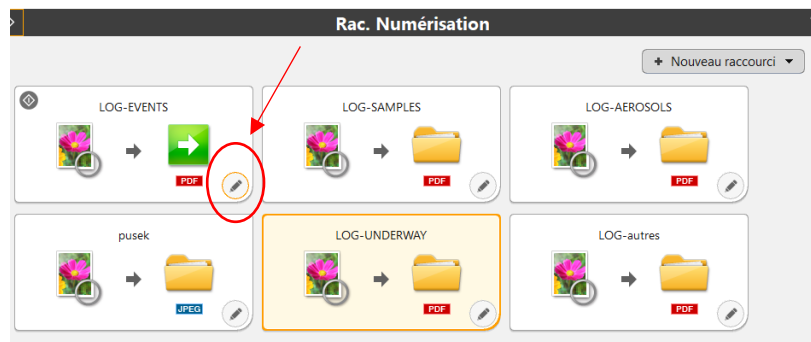 Rac. Numérisation
+ Nouveau raccourci
LOG-EVENTS
PDF
LOG-SAMPLES
PDF
LOG-AEROSOLS
PDF
pusek
JPEG
LOG-UNDERWAY
PDF
LOG-autres
PDF